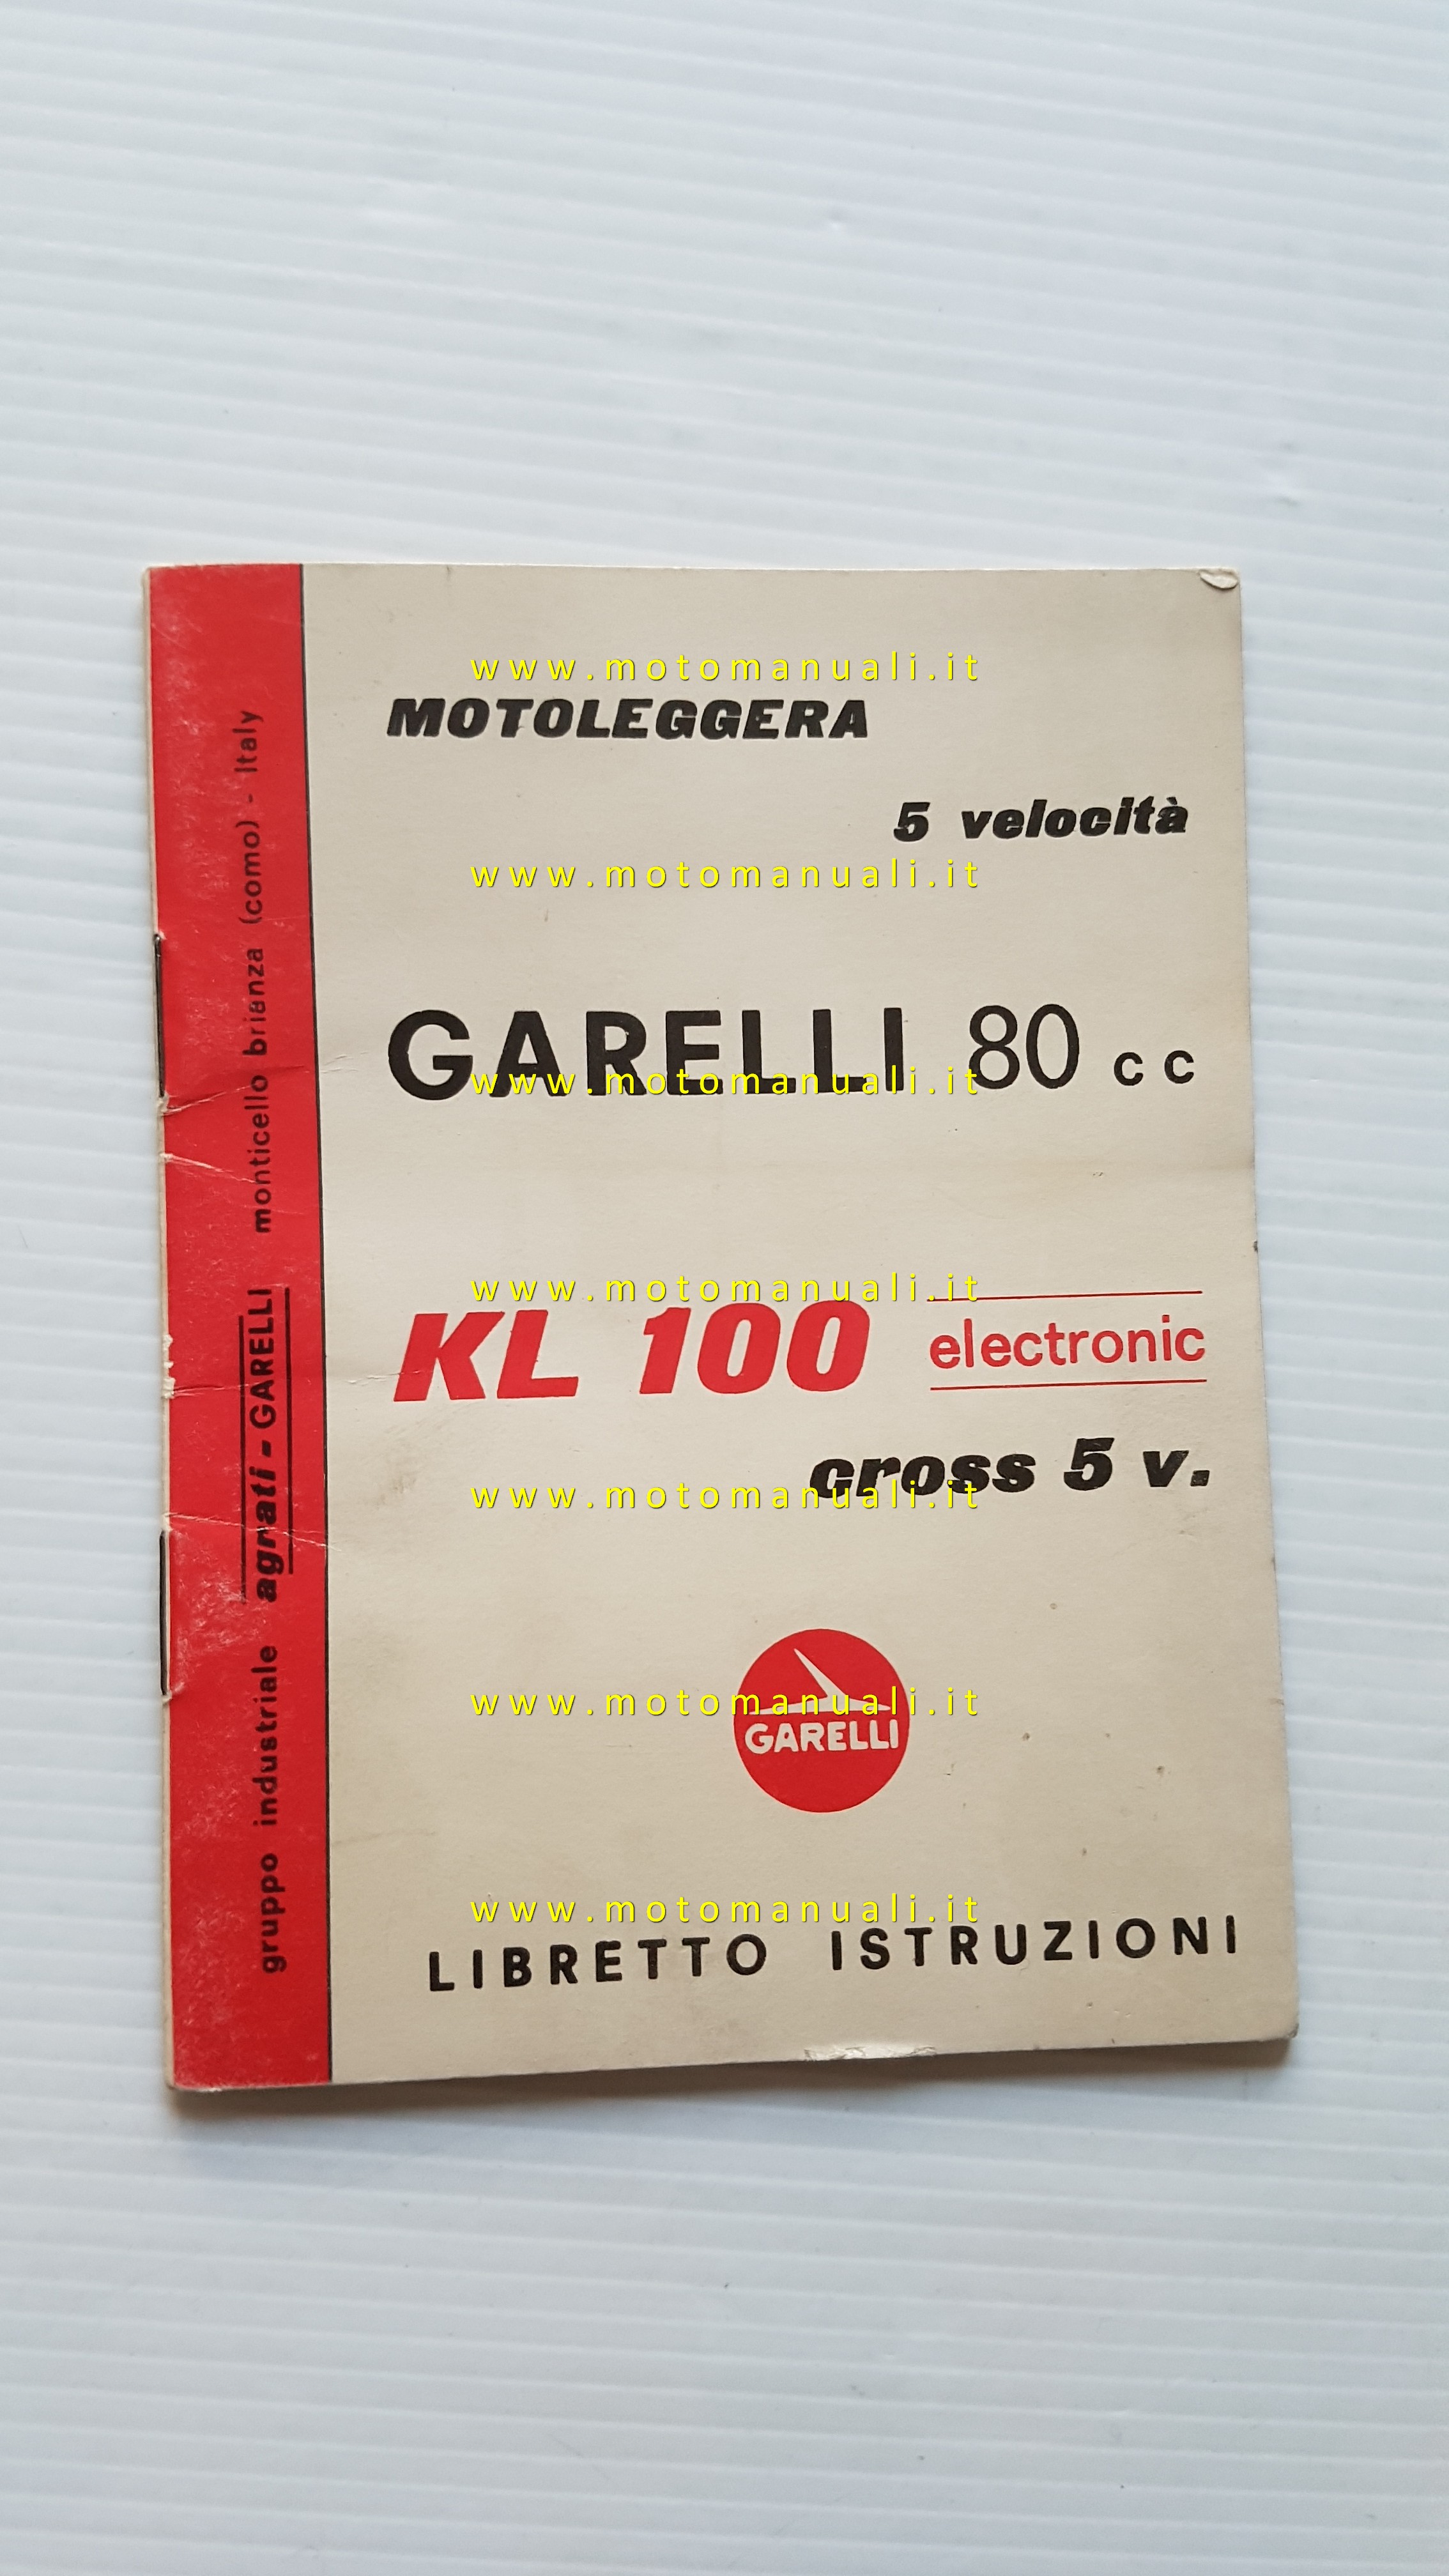 www.motomanuali.it
MOTOLEGGERA
5 velocità
www.motomanuali.it
GARELLI 80 cc
www.motomanuali.it
www.motomanuali.it
KL 100 electronic
cross 5 v.
www.motomanuali.it
www.motomanuali.it
GARELLI
www.motomanuali.it
LIBRETTO ISTRUZIONI
gruppo industriale agrati - GARELLI monticello brianza (como) - Italy